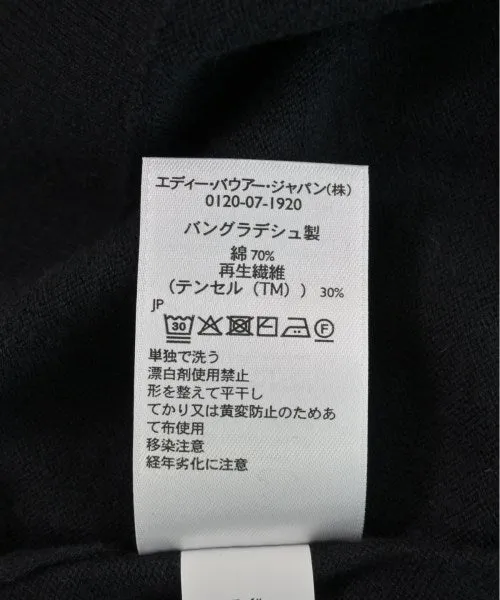 エディー・バウアー・ジャパン(株)
0120-07-1920
バングラデシュ製
綿 70%
再生繊維
(テンセル(TM)) 30%
JP
30 F
単独で洗う
漂白剤使用禁止
形を整えて平干し
てかり又は黄変防止のためあ
て布使用
移染注意
経年劣化に注意